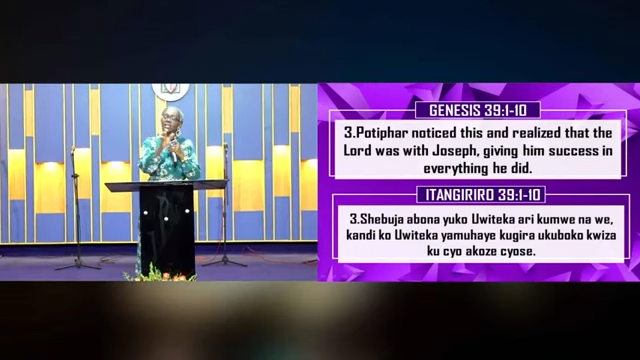 GENESIS 39:1-10
3.Potiphar noticed this and realized that the
Lord was with Joseph, giving him success in
everything he did.
ITANGIRIRO 39:1-10
3.Shebuja abona yuko Uwiteka ari kumwe na we,
kandi ko Uwiteka yamuhaye kugira ukuboko kwiza
ku cyo akoze cyose.